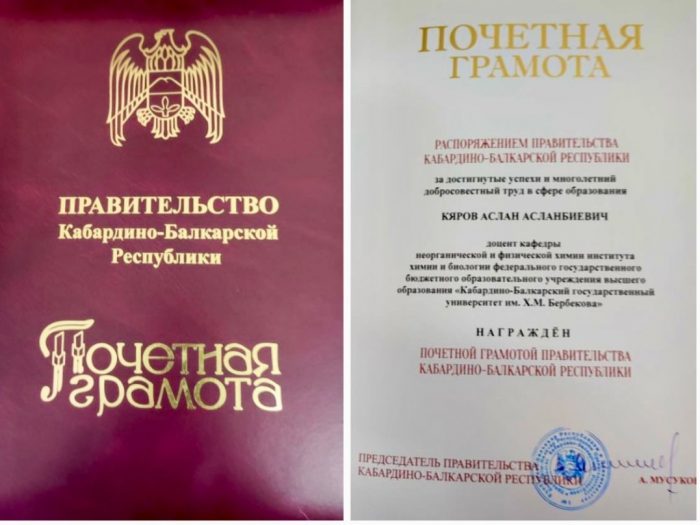 ПРАВИТЕЛЬСТВО
Кабардино-Балкарской
Республики
Почетная
грамота
ПОЧЕТНАЯ
ГРАМОТА
РАСПОРЯЖЕНИЕМ ПРАВИТЕЛЬСТВА
КАБАРДИНО-БАЛКАРСКОЙ РЕСПУБЛИКИ
за достигнутые успехи и многолетний
добросовестный труд в сфере образования
КЯРОВ АСЛАН АСЛАНБИЕВИЧ
доцент кафедры
неорганической и физической химии института
химии и биологии федерального государственного
бюджетного образовательного учреждения высшего
образования «Кабардино-Балкарский государственный
университет им. Х.М. Бербекова»
НАГРАЖДЁН
ПОЧЕТНОЙ ГРАМОТОЙ ПРАВИТЕЛЬСТВА
КАБАРДИНО-БАЛКАРСКОЙ РЕСПУБЛИКИ
ПРЕДСЕДАТЕЛЬ ПРАВИТЕЛЬСТВА
КАБАРДИНО-БАЛКАРСКОЙ РЕСПУБЛИКИ
А. МУСУКОВ